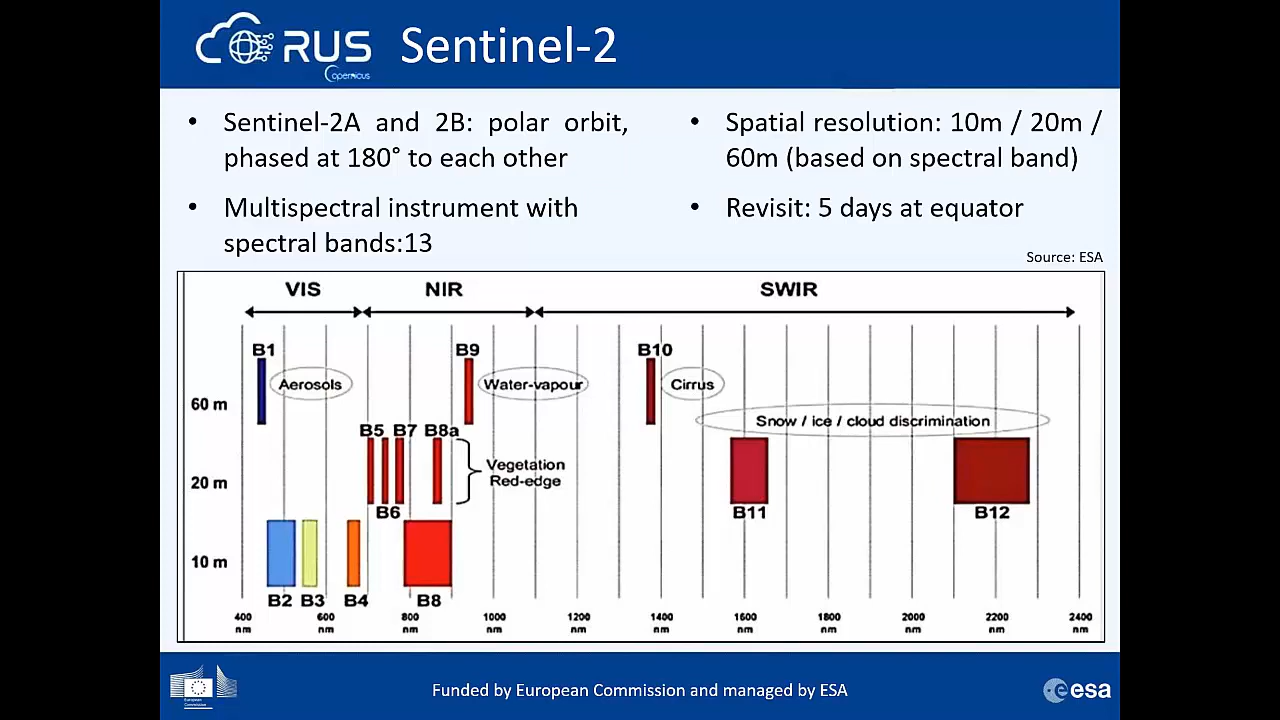 RUS
Copernicus
Sentinel-2
• Sentinel-2A and 2B: polar orbit,
phased at 180° to each other
• Multispectral instrument with
spectral bands:13
• Spatial resolution: 10m / 20m /
60m (based on spectral band)
• Revisit: 5 days at equator
Source: ESA
VIS NIR SWIR
B1 B9 B10
Aerosols Water-vapour Cirrus
60 m
Snow / ice / cloud discrimination
B5 B7 B8a
Vegetation
Red-edge
20 m
B6 B11 B12
10 m
B2 B3 B4 B8
400 600 800 1000 1200 1400 1600 1800 2000 2200 2400
nm nm nm nm nm nm nm nm nm nm nm
European
Commission
Funded by European Commission and managed by ESA
esa